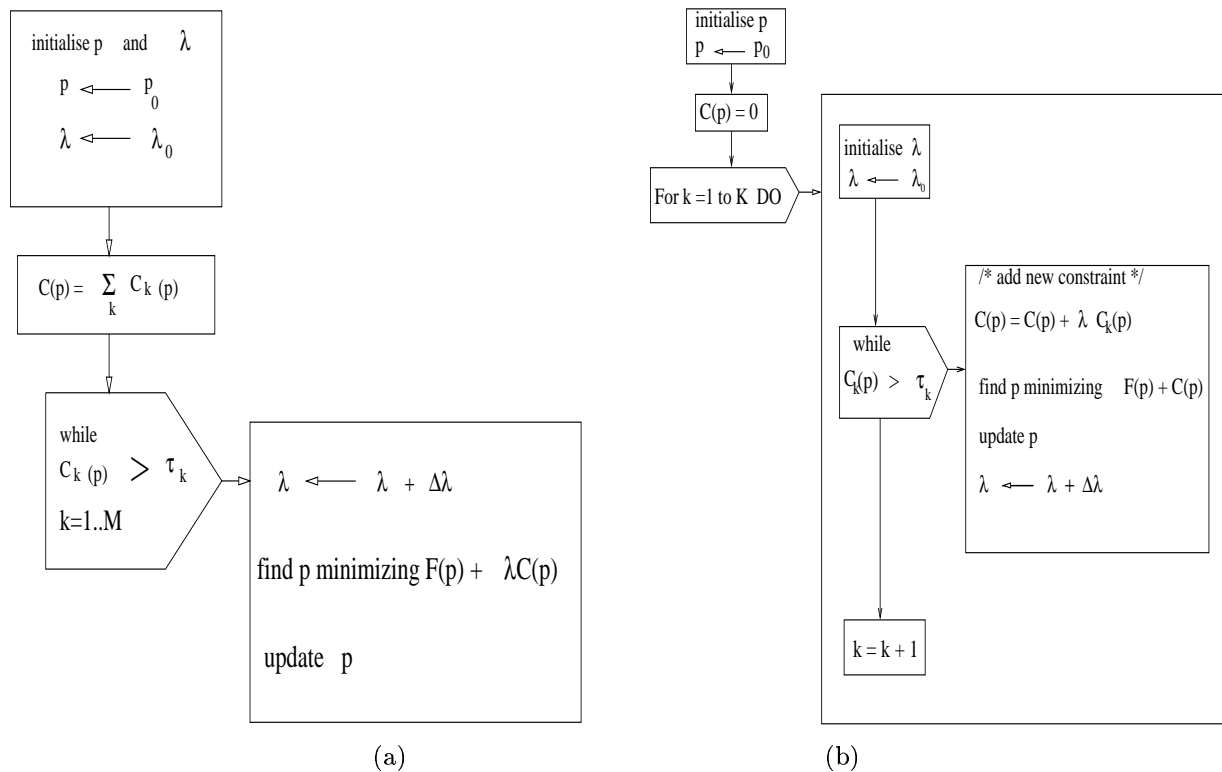 initialise p and λ
p ← p0
λ ← λ0
C(p) = Σk Ck (p)
while
Ck (p) > τk
k=1..M
λ ← λ + Δλ
find p minimizing F(p) + λC(p)
update p
(a)
initialise p
p ← p0
C(p) = 0
For k =1 to K DO
initialise λ
λ ← λ0
while
Ck(p) > τk
/* add new constraint */
C(p) = C(p) + λ Ck(p)
find p minimizing F(p) + C(p)
update p
λ ← λ + Δλ
k = k + 1
(b)